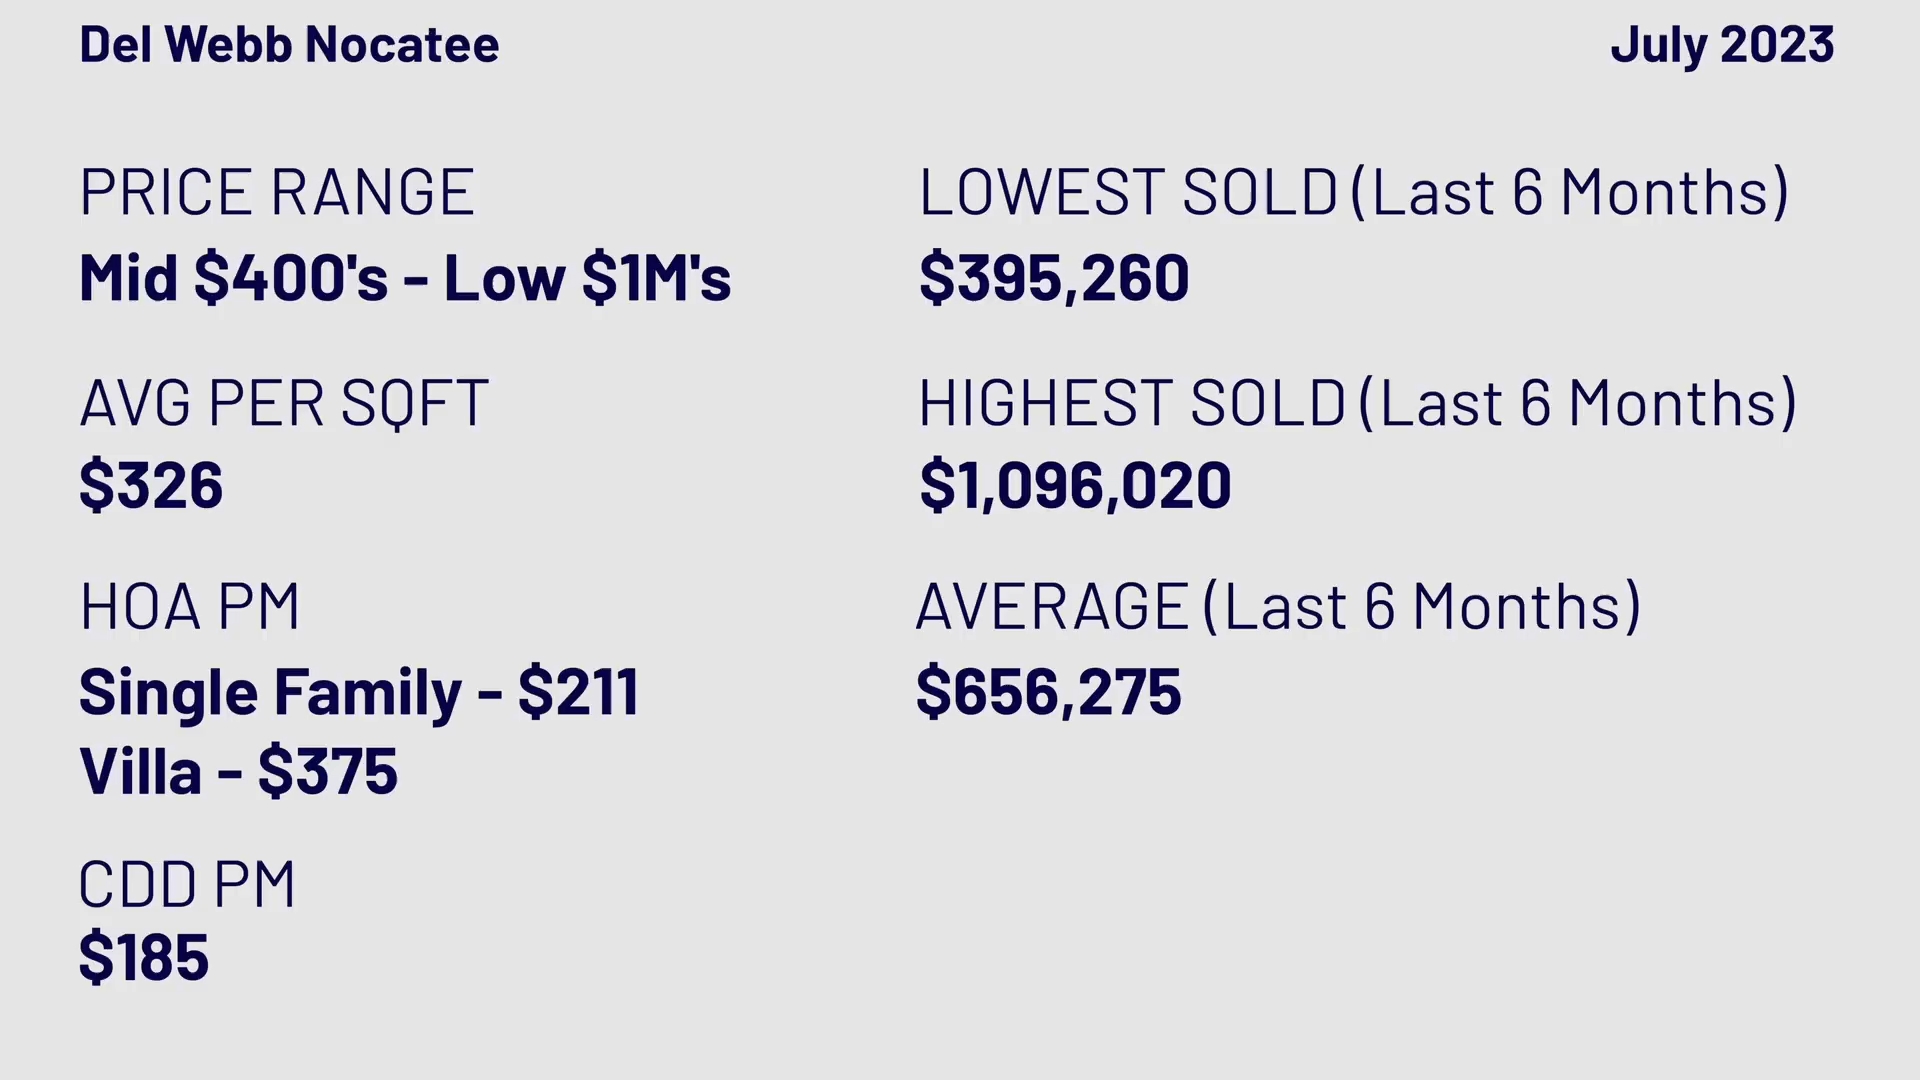 Del Webb Nocatee
July 2023
PRICE RANGE
Mid $400's - Low $1M's
AVG PER SQFT
$326
HOA PM
Single Family - $211
Villa - $375
CDD PM
$185
LOWEST SOLD (Last 6 Months)
$395,260
HIGHEST SOLD (Last 6 Months)
$1,096,020
AVERAGE (Last 6 Months)
$656,275